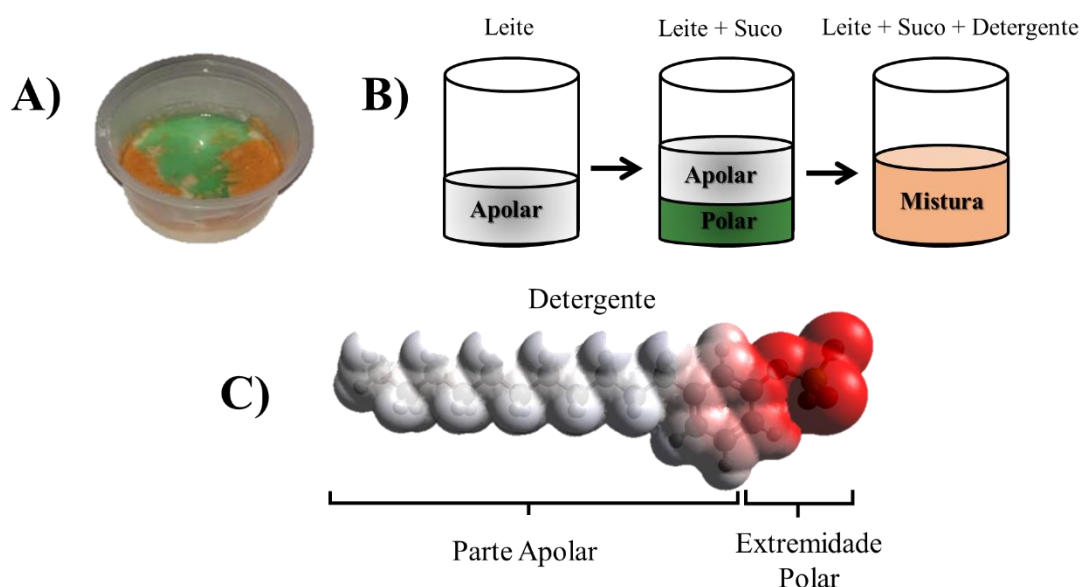 A)
B)
Leite
Leite + Suco
Leite + Suco + Detergente
Apolar
Apolar
Polar
Mistura
Detergente
C)
Parte Apolar
Extremidade
Polar